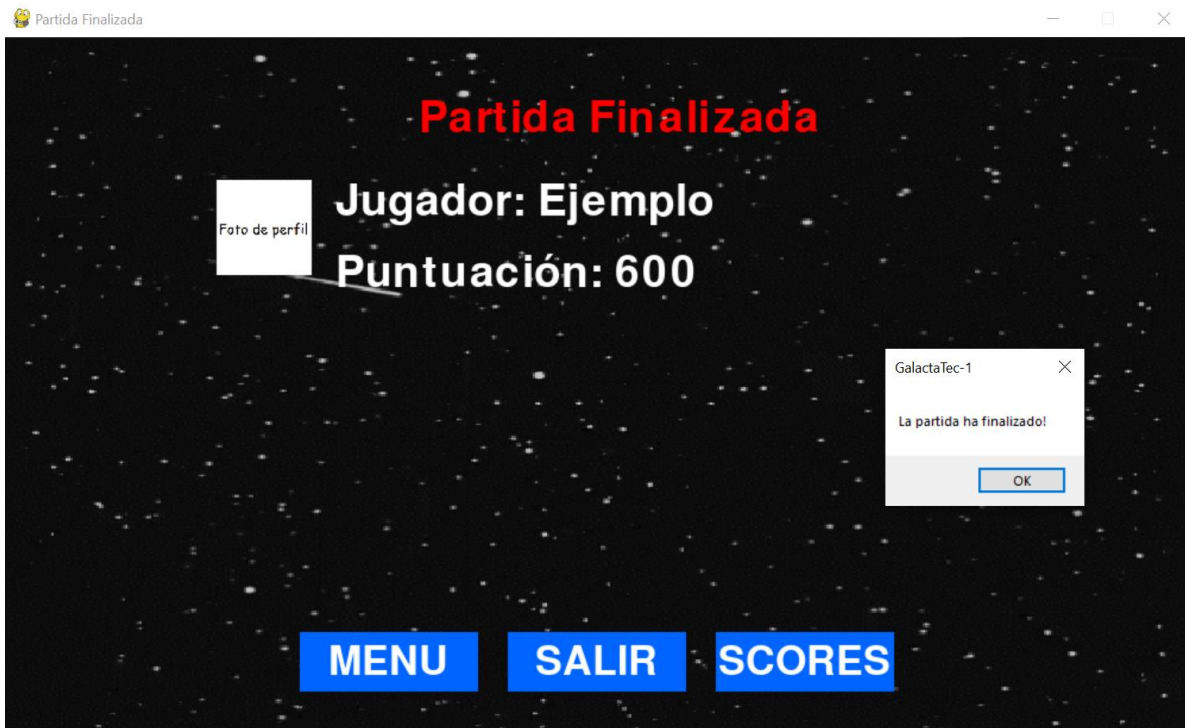 Partida Finalizada
Partida Finalizada
Foto de perfil
Jugador: Ejemplo
Puntuación: 600
GalactaTec-1
La partida ha finalizado!
OK
MENU
SALIR
SCORES